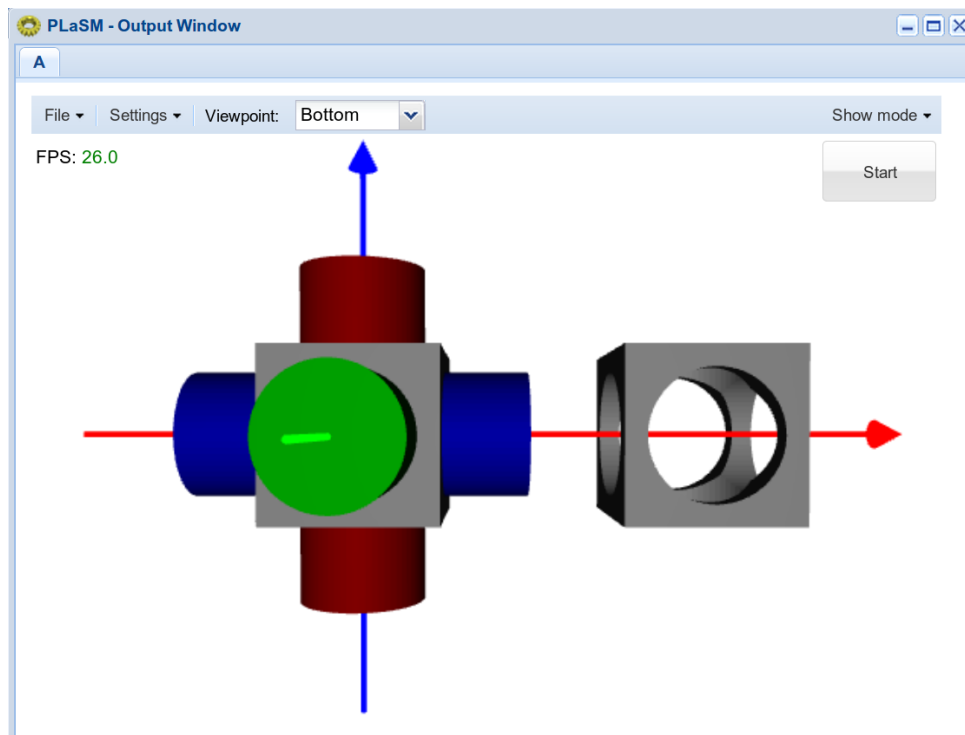 PLaSM - Output Window
A
File Settings Viewpoint: Bottom Show mode
FPS: 26.0
Start